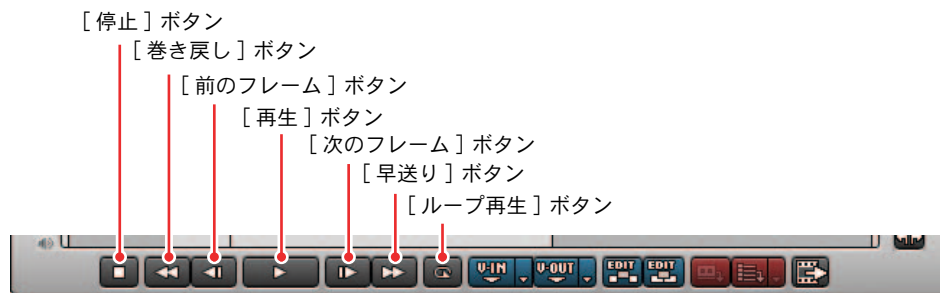 ［停止］ボタン
［巻き戻し］ボタン
［前のフレーム］ボタン
［再生］ボタン
［次のフレーム］ボタン
［早送り］ボタン
［ループ再生］ボタン
V-IN V-OUT EDIT EDIT